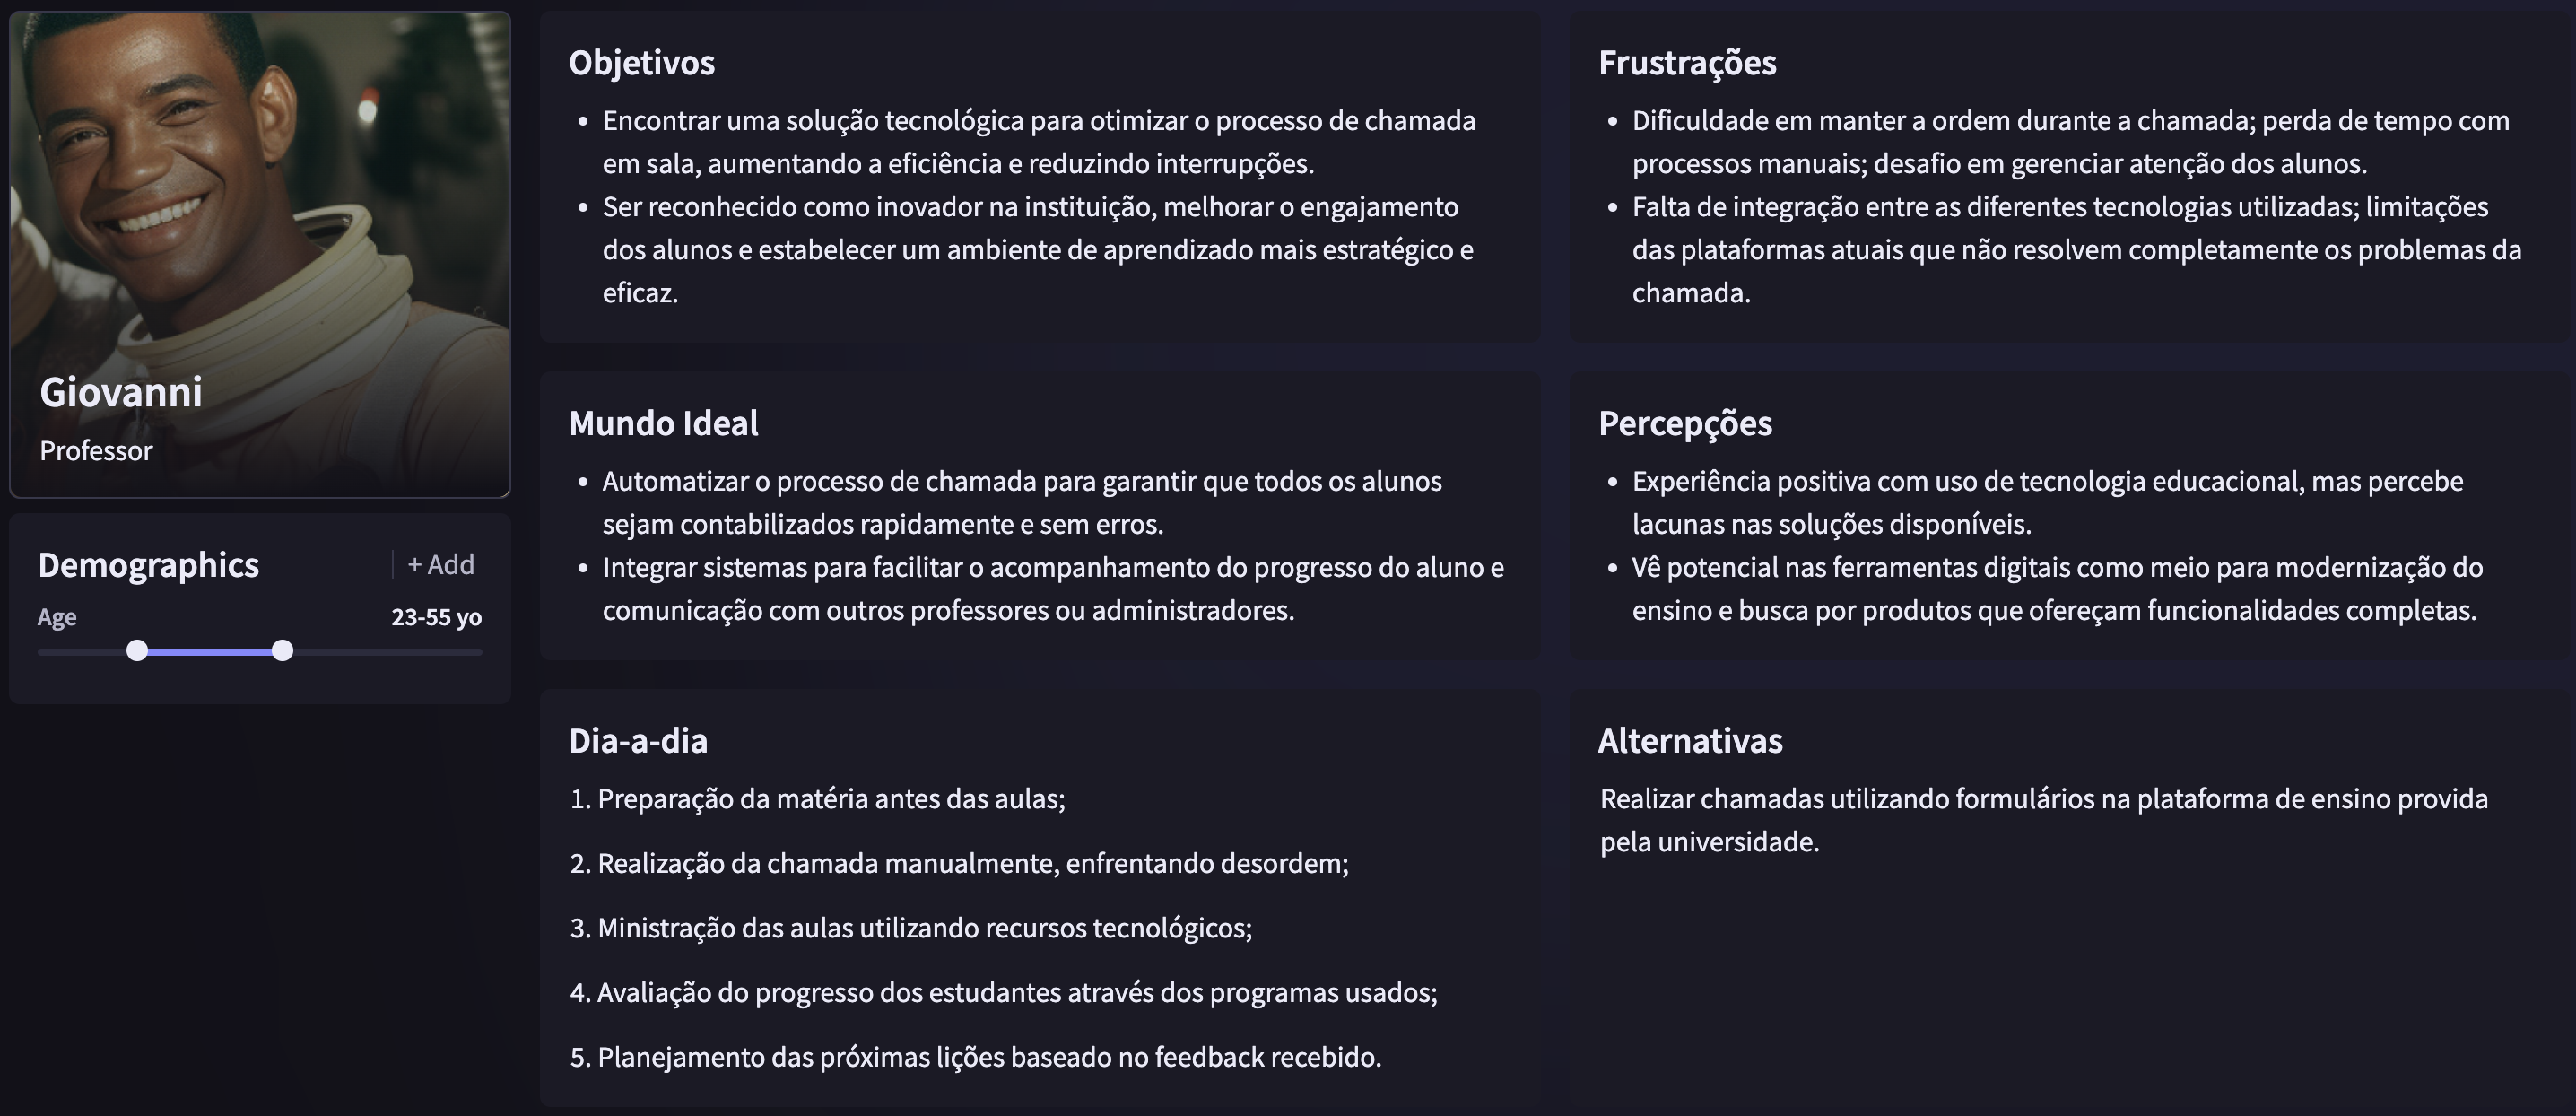 Giovanni
Professor
Demographics
+ Add
Age
23-55 yo
Objetivos
• Encontrar uma solução tecnológica para otimizar o processo de chamada
em sala, aumentando a eficiência e reduzindo interrupções.
• Ser reconhecido como inovador na instituição, melhorar o engajamento
dos alunos e estabelecer um ambiente de aprendizado mais estratégico e
eficaz.
Frustrações
• Dificuldade em manter a ordem durante a chamada; perda de tempo com
processos manuais; desafio em gerenciar atenção dos alunos.
• Falta de integração entre as diferentes tecnologias utilizadas; limitações
das plataformas atuais que não resolvem completamente os problemas da
chamada.
Mundo Ideal
• Automatizar o processo de chamada para garantir que todos os alunos
sejam contabilizados rapidamente e sem erros.
• Integrar sistemas para facilitar o acompanhamento do progresso do aluno e
comunicação com outros professores ou administradores.
Percepções
• Experiência positiva com uso de tecnologia educacional, mas percebe
lacunas nas soluções disponíveis.
• Vê potencial nas ferramentas digitais como meio para modernização do
ensino e busca por produtos que ofereçam funcionalidades completas.
Dia-a-dia
1. Preparação da matéria antes das aulas;
2. Realização da chamada manualmente, enfrentando desordem;
3. Ministração das aulas utilizando recursos tecnológicos;
4. Avaliação do progresso dos estudantes através dos programas usados;
5. Planejamento das próximas lições baseado no feedback recebido.
Alternativas
Realizar chamadas utilizando formulários na plataforma de ensino provida
pela universidade.